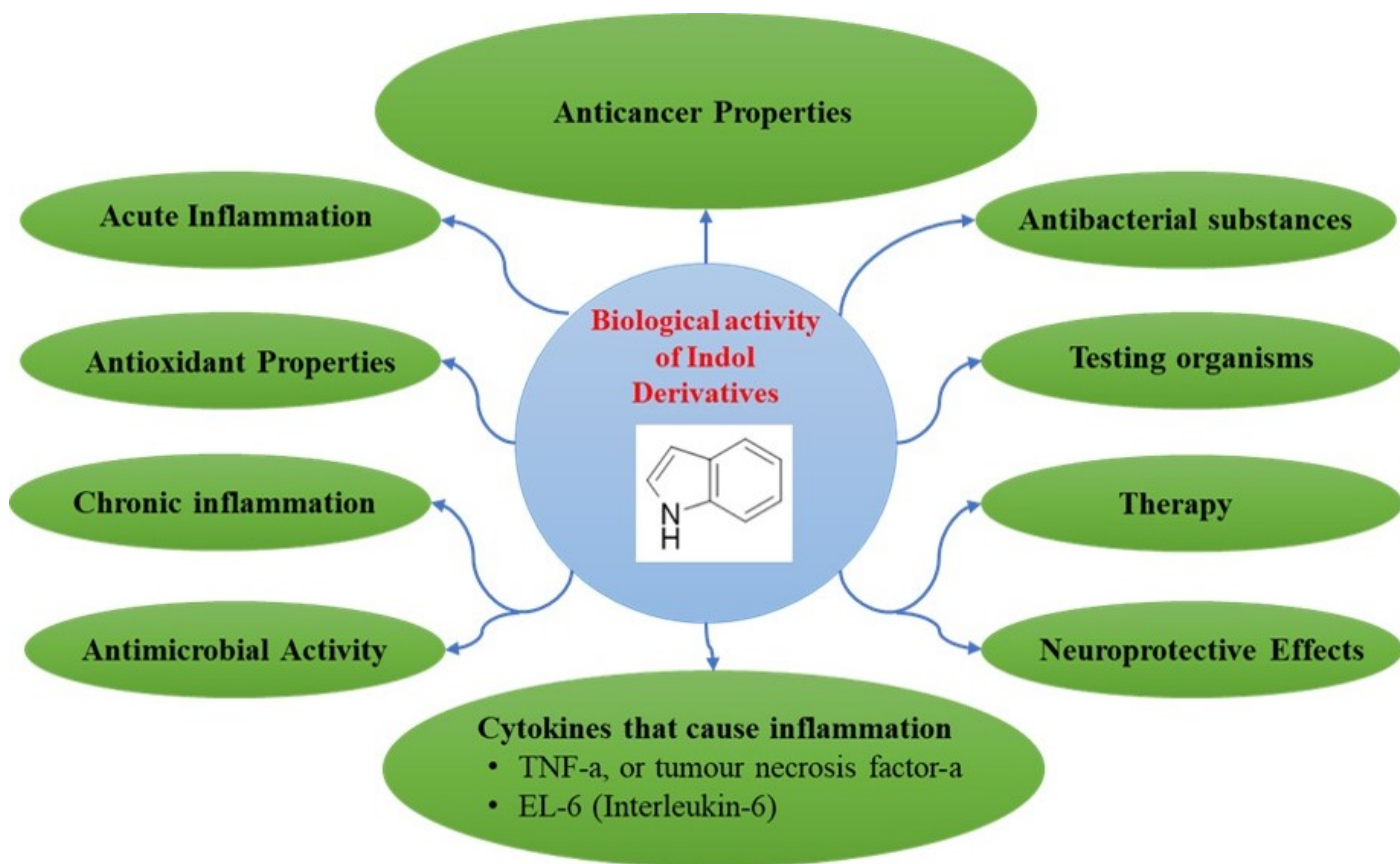 Anticancer Properties
Acute Inflammation
Antibacterial substances
Biological activity
of Indol
Derivatives
Antioxidant Properties
Testing organisms
N
H
Chronic inflammation
Therapy
Antimicrobial Activity
Neuroprotective Effects
Cytokines that cause inflammation
• TNF-a, or tumour necrosis factor-a
• EL-6 (Interleukin-6)